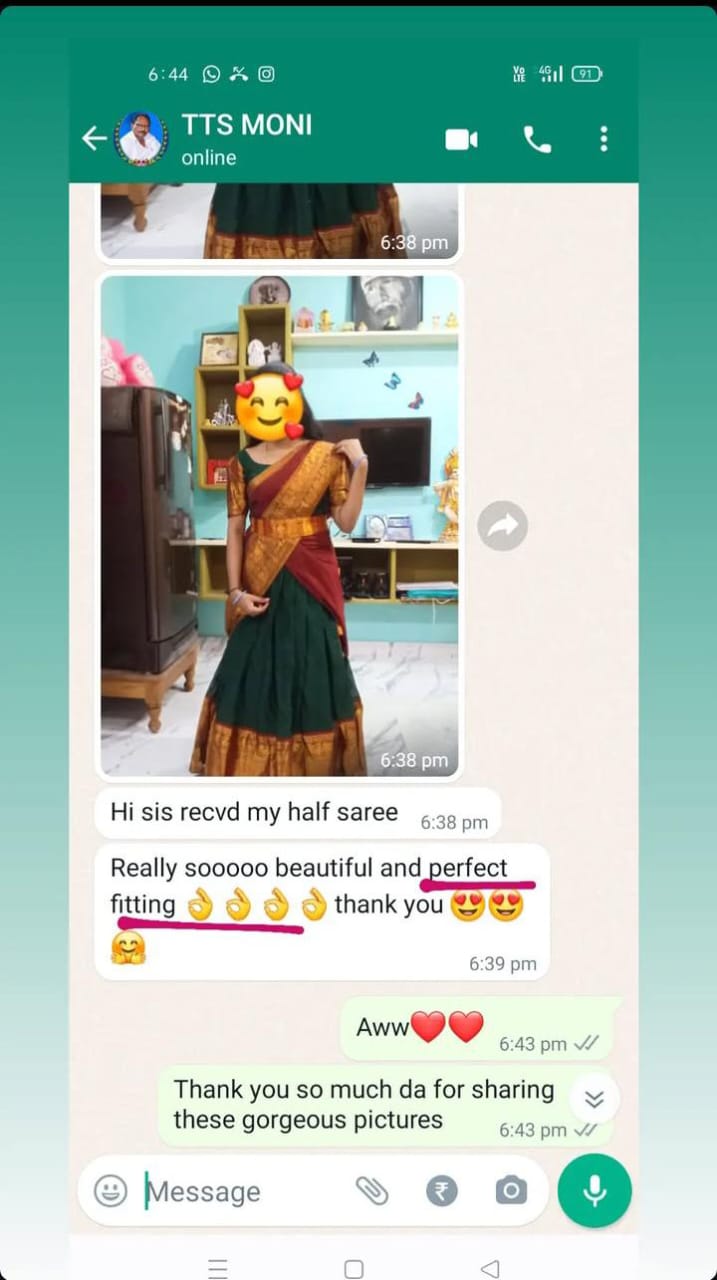 6:44
Vo LTE 4G 91
TTS MONI
online
6:38 pm
6:38 pm
Hi sis recvd my half saree
6:38 pm
Really sooooo beautiful and perfect
fitting 👌👌👌👌 thank you 😍😍
🤗
6:39 pm
Aww❤️❤️
6:43 pm
Thank you so much da for sharing
these gorgeous pictures
6:43 pm
Message
₹